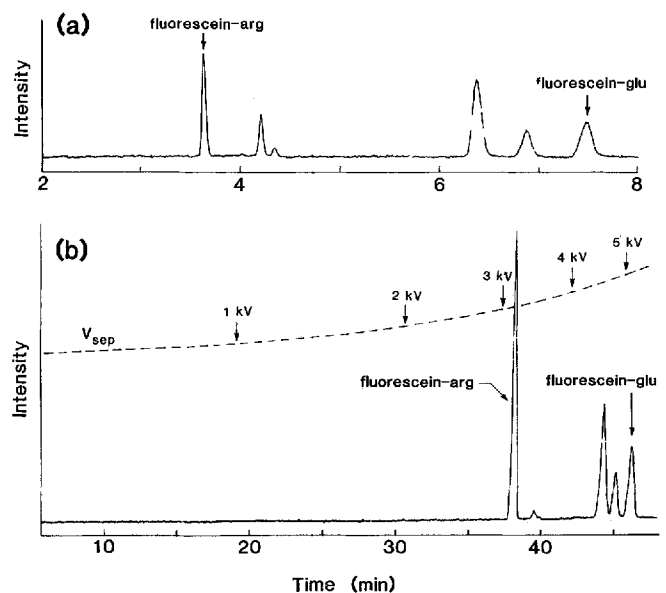 (a)
fluorescein-arg
fluorescein-glu
Intensity
2 4 6 8
(b)
V sep
1 kV
2 kV
3 kV
4 kV
5 kV
fluorescein-arg
fluorescein-glu
Intensity
10 20 30 40
Time (min)